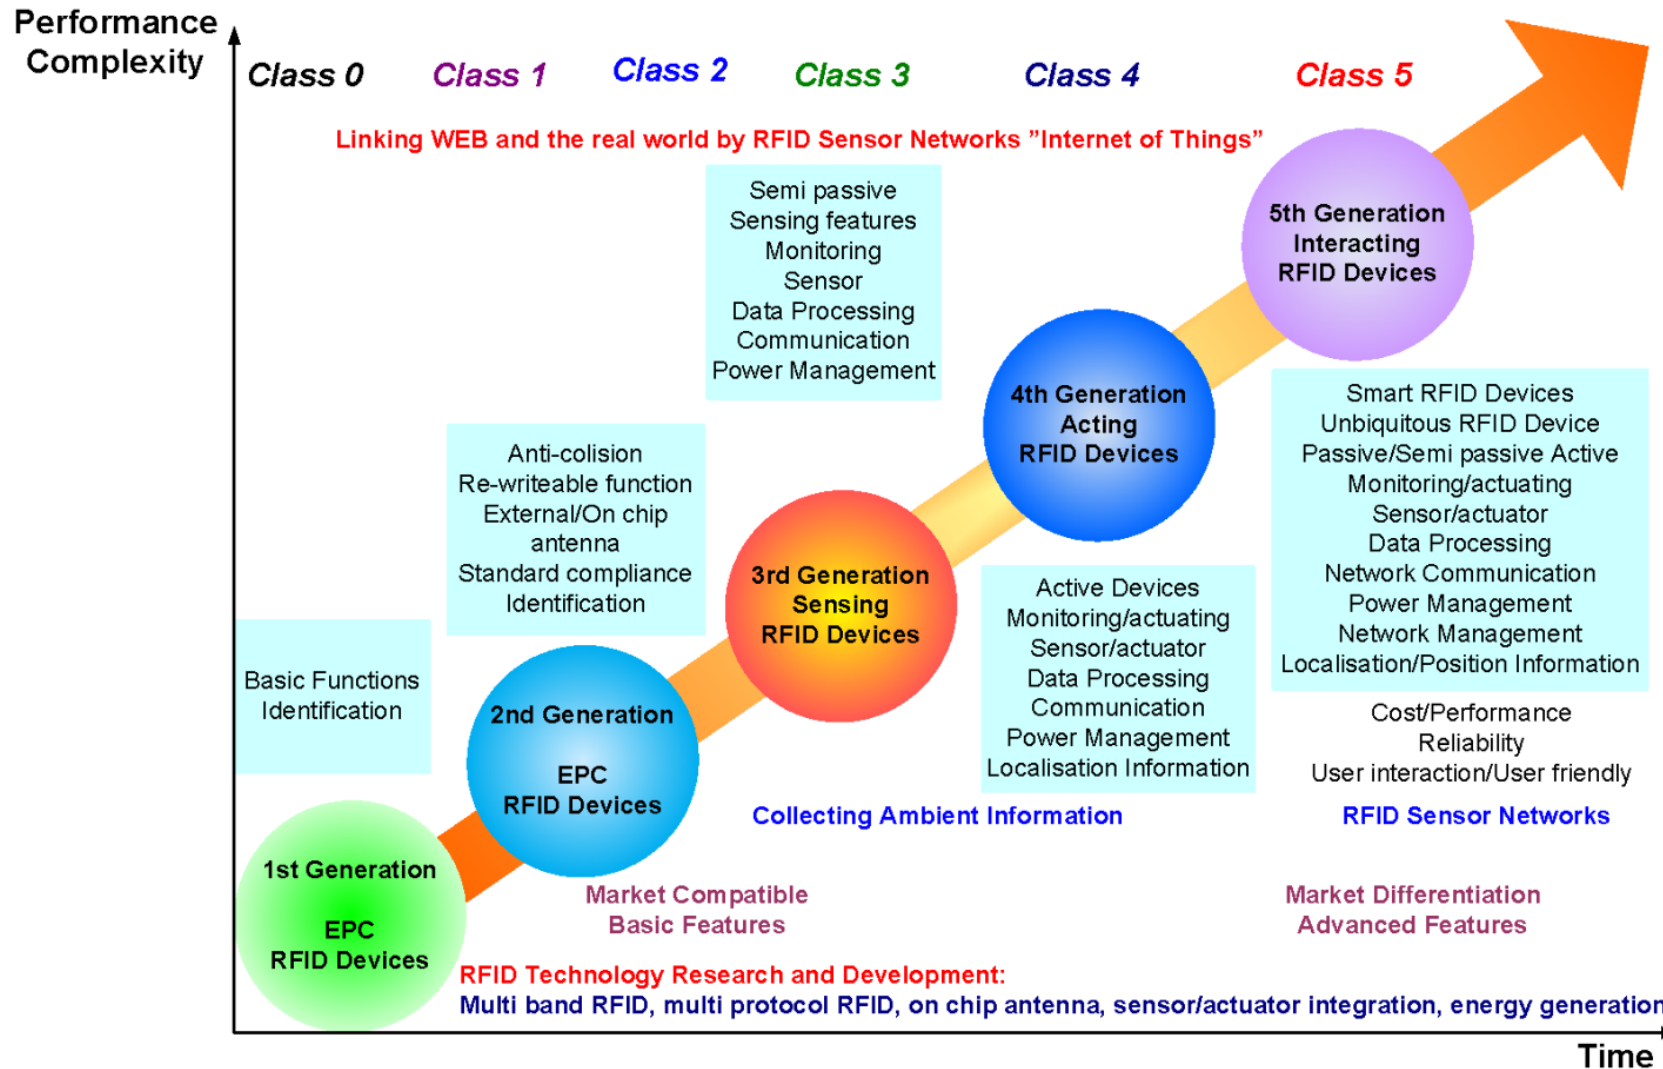 Performance
Complexity
Class 0
Class 1
Class 2
Class 3
Class 4
Class 5
Linking WEB and the real world by RFID Sensor Networks ”Internet of Things”
Semi passive
Sensing features
Monitoring
Sensor
Data Processing
Communication
Power Management
5th Generation
Interacting
RFID Devices
4th Generation
Acting
RFID Devices
Smart RFID Devices
Unbiquitous RFID Device
Passive/Semi passive Active
Monitoring/actuating
Sensor/actuator
Data Processing
Network Communication
Power Management
Network Management
Localisation/Position Information
Anti-colision
Re-writeable function
External/On chip
antenna
Standard compliance
Identification
3rd Generation
Sensing
RFID Devices
Active Devices
Monitoring/actuating
Sensor/actuator
Data Processing
Communication
Power Management
Localisation Information
Basic Functions
Identification
2nd Generation
EPC
RFID Devices
Cost/Performance
Reliability
User interaction/User friendly
Collecting Ambient Information
RFID Sensor Networks
1st Generation
EPC
RFID Devices
Market Compatible
Basic Features
Market Differentiation
Advanced Features
RFID Technology Research and Development:
Multi band RFID, multi protocol RFID, on chip antenna, sensor/actuator integration, energy generation
Time